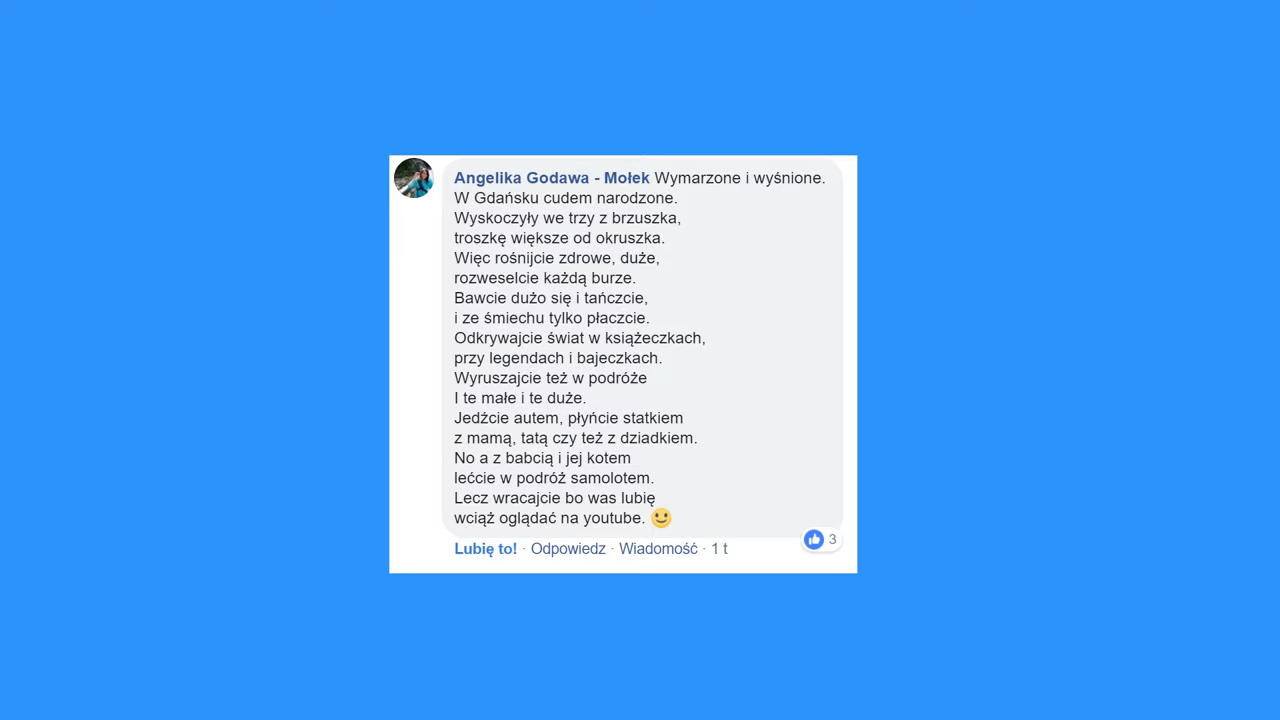 Angelika Godawa - Mołek Wymarzone i wyśnione.
W Gdańsku cudem narodzone.
Wyskoczyły we trzy z brzuszka,
troszkę większe od okruszka.
Więc rośnijcie zdrowe, duże,
rozweselcie każdą burze.
Bawcie dużo się i tańczcie,
i ze śmiechu tylko płaczcie.
Odkrywajcie świat w książeczkach,
przy legendach i bajeczkach.
Wyruszajcie też w podróże
I te małe i te duże.
Jedźcie autem, płyńcie statkiem
z mamą, tatą czy też z dziadkiem.
No a z babcią i jej kotem
lećcie w podróż samolotem.
Lecz wracajcie bo was lubię
wciąż oglądać na youtube. 🙂
Lubię to! · Odpowiedz · Wiadomość · 1 t
3